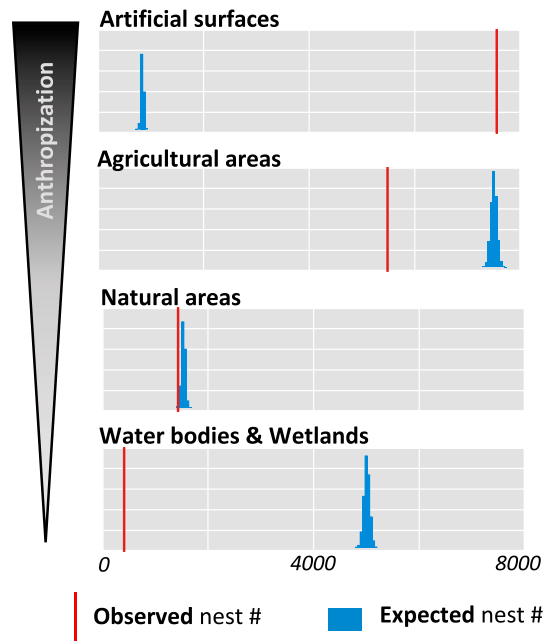 Artificial surfaces
Anthropization
Agricultural areas
Natural areas
Water bodies & Wetlands
0 4000 8000
Observed nest # Expected nest #